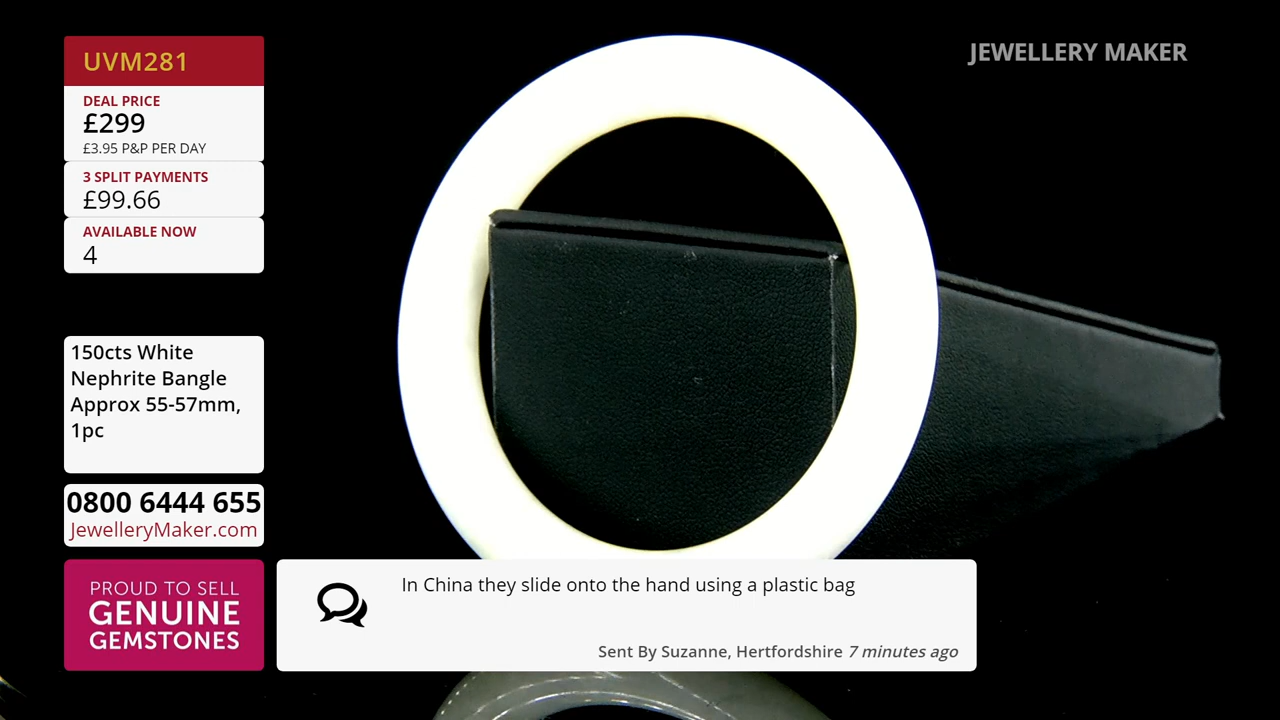 UVM281
DEAL PRICE
£299
£3.95 P&P PER DAY
3 SPLIT PAYMENTS
£99.66
AVAILABLE NOW
4
150cts White
Nephrite Bangle
Approx 55-57mm,
1pc
0800 6444 655
JewelleryMaker.com
PROUD TO SELL
GENUINE
GEMSTONES
JEWELLERY MAKER
In China they slide onto the hand using a plastic bag
Sent By Suzanne, Hertfordshire 7 minutes ago